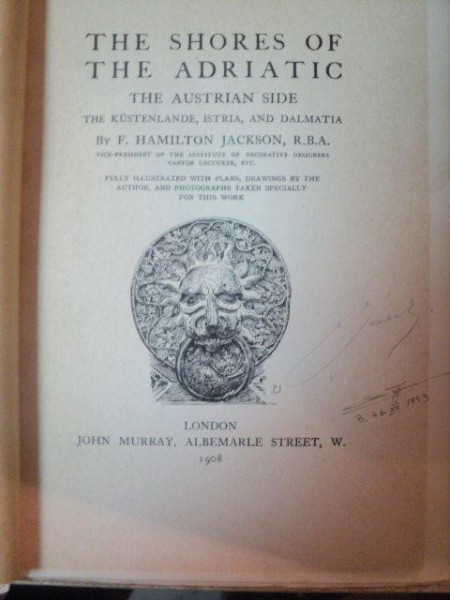 THE SHORES OF
THE ADRIATIC
THE AUSTRIAN SIDE
THE KÜSTENLANDE, ISTRIA, AND DALMATIA
By F. HAMILTON JACKSON, R.B.A.
VICE-PRESIDENT OF THE INSTITUTE OF DECORATIVE DESIGNERS
CANTOR LECTURER, ETC.
FULLY ILLUSTRATED WITH PLANS, DRAWINGS BY THE
AUTHOR, AND PHOTOGRAPHS TAKEN SPECIALLY
FOR THIS WORK
LONDON
JOHN MURRAY, ALBEMARLE STREET, W.
1908